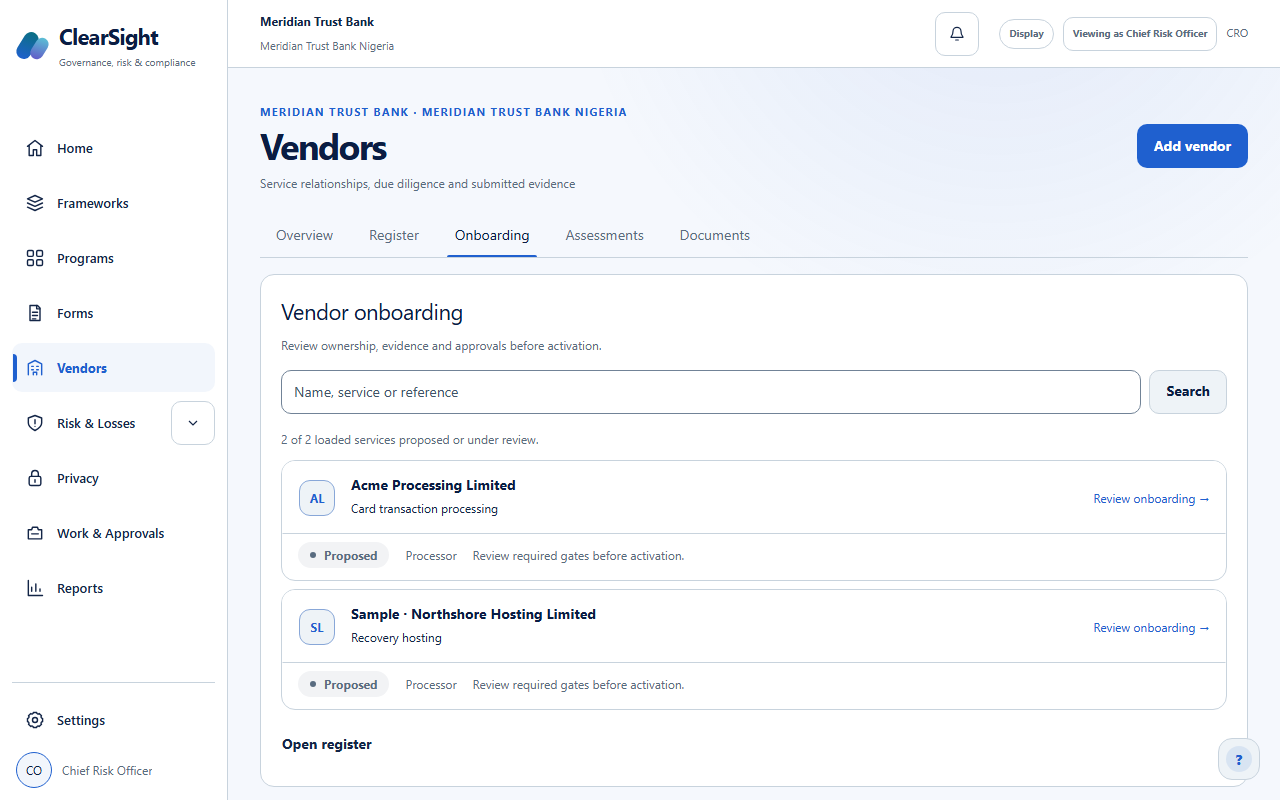 ClearSight
Governance, risk & compliance
Home
Frameworks
Programs
Forms
Vendors
Risk & Losses
Privacy
Work & Approvals
Reports
Settings
CO
Chief Risk Officer
Meridian Trust Bank
Meridian Trust Bank Nigeria
Display
Viewing as Chief Risk Officer
CRO
MERIDIAN TRUST BANK · MERIDIAN TRUST BANK NIGERIA
Vendors
Service relationships, due diligence and submitted evidence
Add vendor
Overview
Register
Onboarding
Assessments
Documents
Vendor onboarding
Review ownership, evidence and approvals before activation.
Name, service or reference
Search
2 of 2 loaded services proposed or under review.
AL
Acme Processing Limited
Card transaction processing
Review onboarding →
Proposed
Processor
Review required gates before activation.
SL
Sample · Northshore Hosting Limited
Recovery hosting
Review onboarding →
Proposed
Processor
Review required gates before activation.
Open register
?